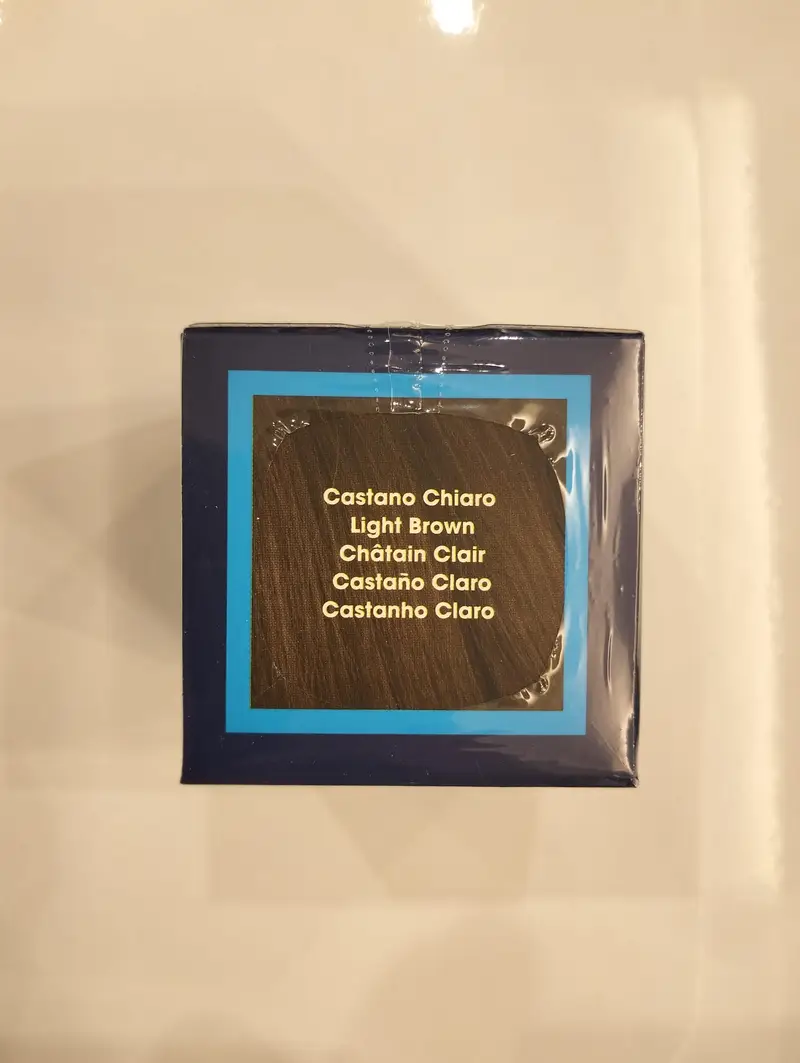 Castano Chiaro
Light Brown
Châtain Clair
Castaño Claro
Castanho Claro